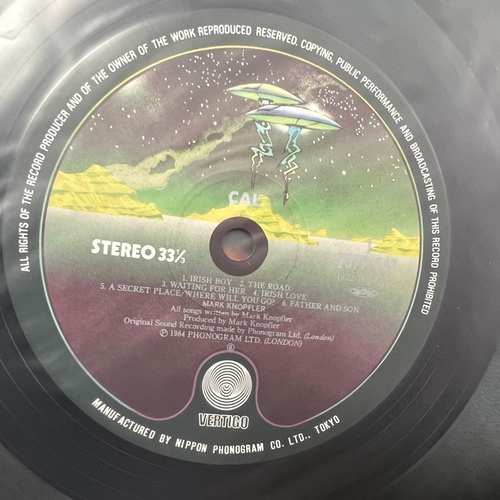 ALL RIGHTS OF THE RECORD PRODUCER AND OF THE OWNER OF THE WORK REPRODUCED RESERVED. COPYING, PUBLIC PERFORMANCE AND BROADCASTING OF THIS RECORD PROHIBITED
CAL
STEREO 33⅓
1. IRISH BOY 2. THE ROAD
3. WAITING FOR HER 4. IRISH LOVE
5. A SECRET PLACE/WHERE WILL YOU GO? 6. FATHER AND SON
MARK KNOPFLER
All songs written by Mark Knopfler
Produced by Mark Knopfler
Original Sound Recording made by Phonogram Ltd. (London)
Ⓟ 1984 PHONOGRAM LTD. (LONDON)
VERTIGO
MANUFACTURED BY NIPPON PHONOGRAM CO. LTD., TOKYO